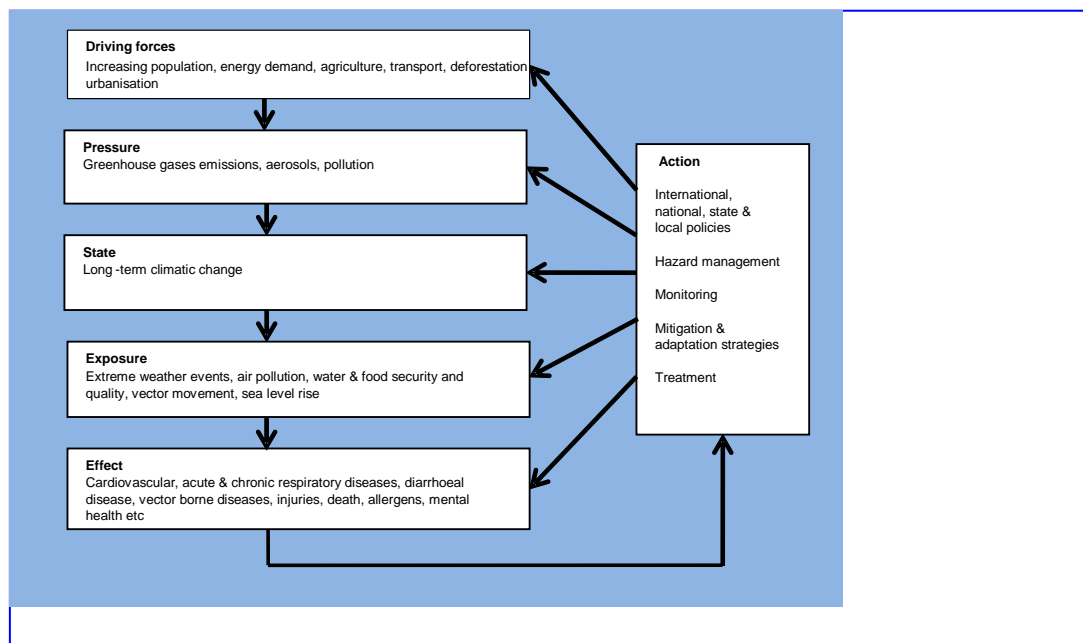 Driving forces
Increasing population, energy demand, agriculture, transport, deforestation
urbanisation
Pressure
Greenhouse gases emissions, aerosols, pollution
State
Long -term climatic change
Exposure
Extreme weather events, air pollution, water & food security and
quality, vector movement, sea level rise
Effect
Cardiovascular, acute & chronic respiratory diseases, diarrhoeal
disease, vector borne diseases, injuries, death, allergens, mental
health etc
Action
International,
national, state &
local policies
Hazard management
Monitoring
Mitigation &
adaptation strategies
Treatment